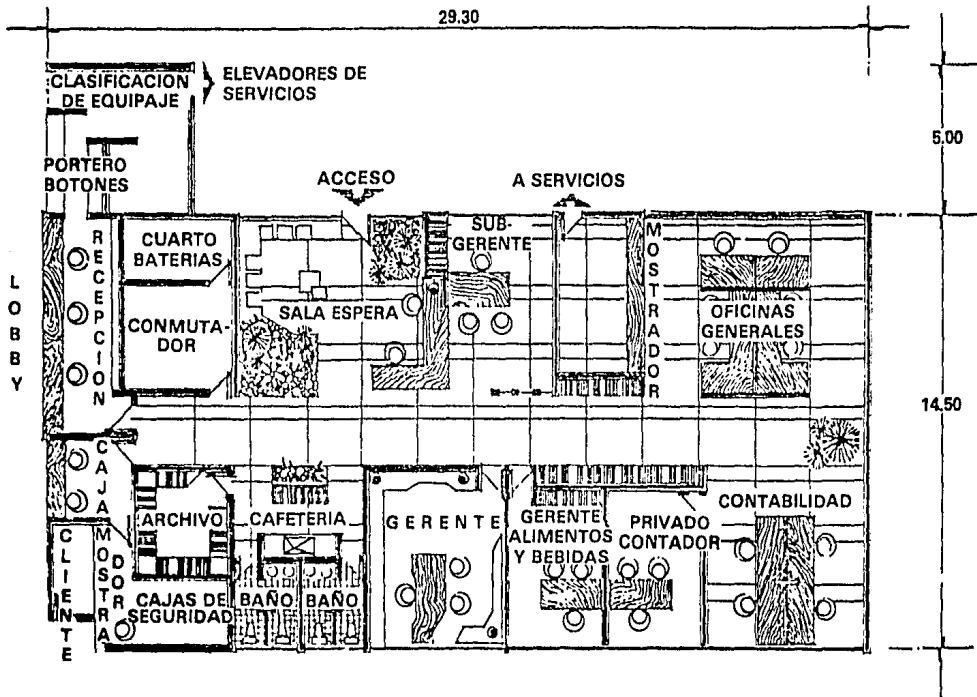 29.30
CLASIFICACION
DE EQUIPAJE
ELEVADORES DE
SERVICIOS
5.00
PORTERO
BOTONES
ACCESO
A SERVICIOS
LOBBY
RECEPCION
CUARTO
BATERIAS
CONMUTA-
DOR
SALA ESPERA
SUB-
GERENTE
MOSTRADOR
OFICINAS
GENERALES
14.50
CAJA
ARCHIVO
CAFETERIA
GERENTE
GERENTE
ALIMENTOS
Y BEBIDAS
PRIVADO
CONTADOR
CONTABILIDAD
CLIENTE
MOSTRA
DOR
CAJAS DE
SEGURIDAD
BAÑO
BAÑO